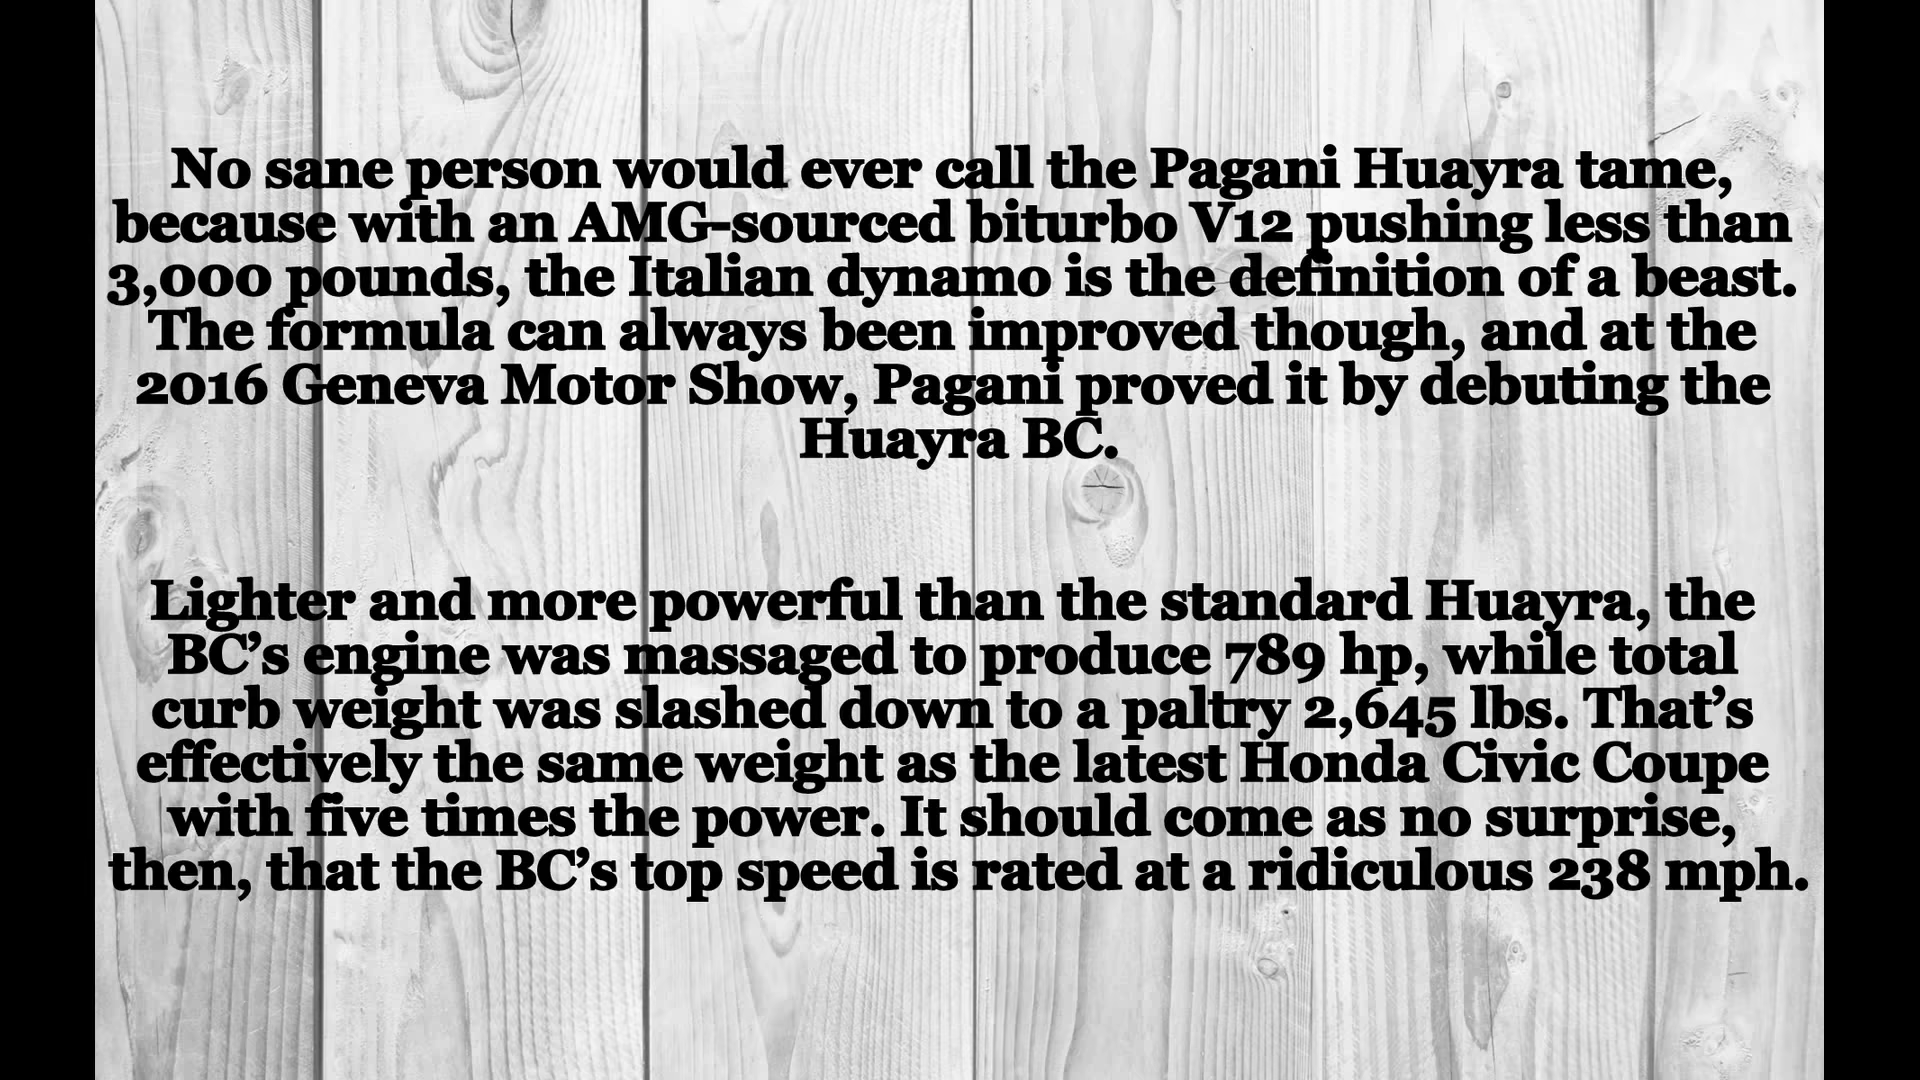 No sane person would ever call the Pagani Huayra tame,
because with an AMG-sourced biturbo V12 pushing less than
3,000 pounds, the Italian dynamo is the definition of a beast.
The formula can always been improved though, and at the
2016 Geneva Motor Show, Pagani proved it by debuting the
Huayra BC.
Lighter and more powerful than the standard Huayra, the
BC’s engine was massaged to produce 789 hp, while total
curb weight was slashed down to a paltry 2,645 lbs. That’s
effectively the same weight as the latest Honda Civic Coupe
with five times the power. It should come as no surprise,
then, that the BC’s top speed is rated at a ridiculous 238 mph.